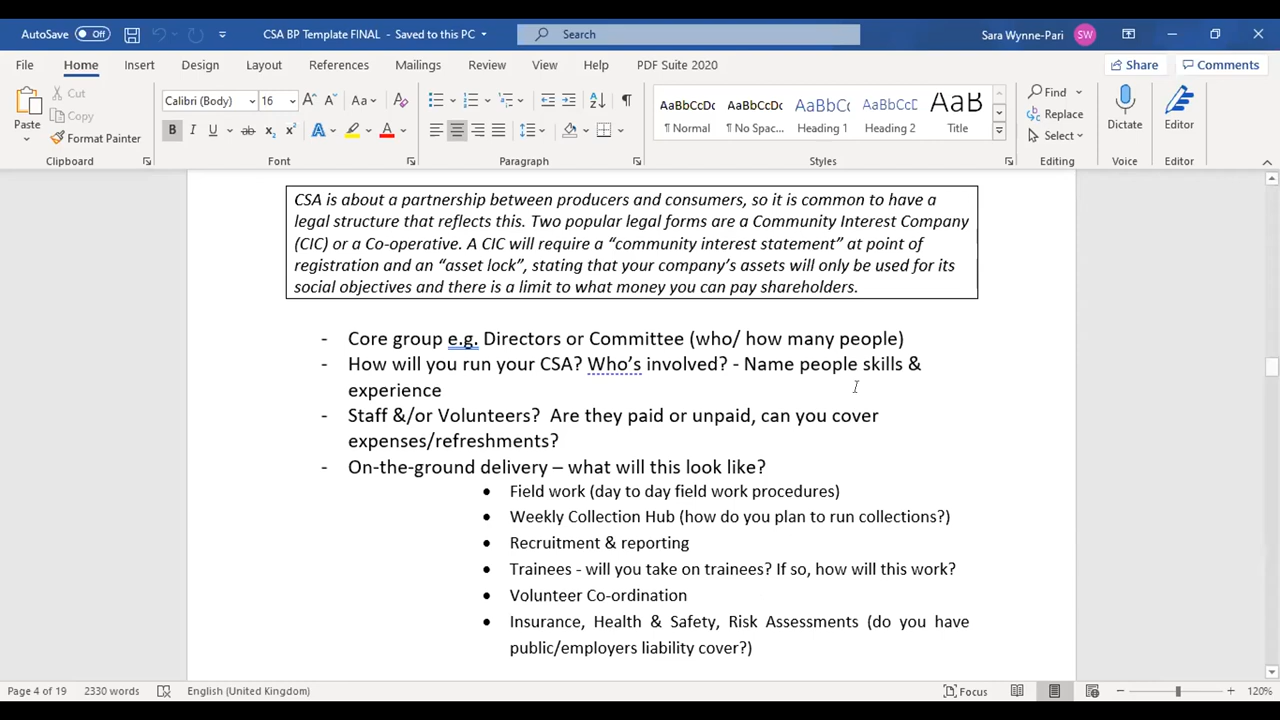 AutoSave Off CSA BP Template FINAL - Saved to this PC Search Sara Wynne-Pari SW
File Home Insert Design Layout References Mailings Review View Help PDF Suite 2020 Share Comments
Paste Cut Copy Format Painter
Calibri (Body) 16 A A Aa A
B I U ab x₂ x² A A
AaBbCcDc AaBbCcDc AaBbCc AaBbCcD AaB
¶ Normal ¶ No Spac... Heading 1 Heading 2 Title
Find Replace Select Dictate Editor
Clipboard Font Paragraph Styles Editing Voice Editor
CSA is about a partnership between producers and consumers, so it is common to have a
legal structure that reflects this. Two popular legal forms are a Community Interest Company
(CIC) or a Co-operative. A CIC will require a “community interest statement” at point of
registration and an “asset lock”, stating that your company’s assets will only be used for its
social objectives and there is a limit to what money you can pay shareholders.
- Core group e.g. Directors or Committee (who/ how many people)
- How will you run your CSA? Who’s involved? - Name people skills &
experience
- Staff &/or Volunteers? Are they paid or unpaid, can you cover
expenses/refreshments?
- On-the-ground delivery – what will this look like?
• Field work (day to day field work procedures)
• Weekly Collection Hub (how do you plan to run collections?)
• Recruitment & reporting
• Trainees - will you take on trainees? If so, how will this work?
• Volunteer Co-ordination
• Insurance, Health & Safety, Risk Assessments (do you have
public/employers liability cover?)
Page 4 of 19 2330 words English (United Kingdom) Focus 120%